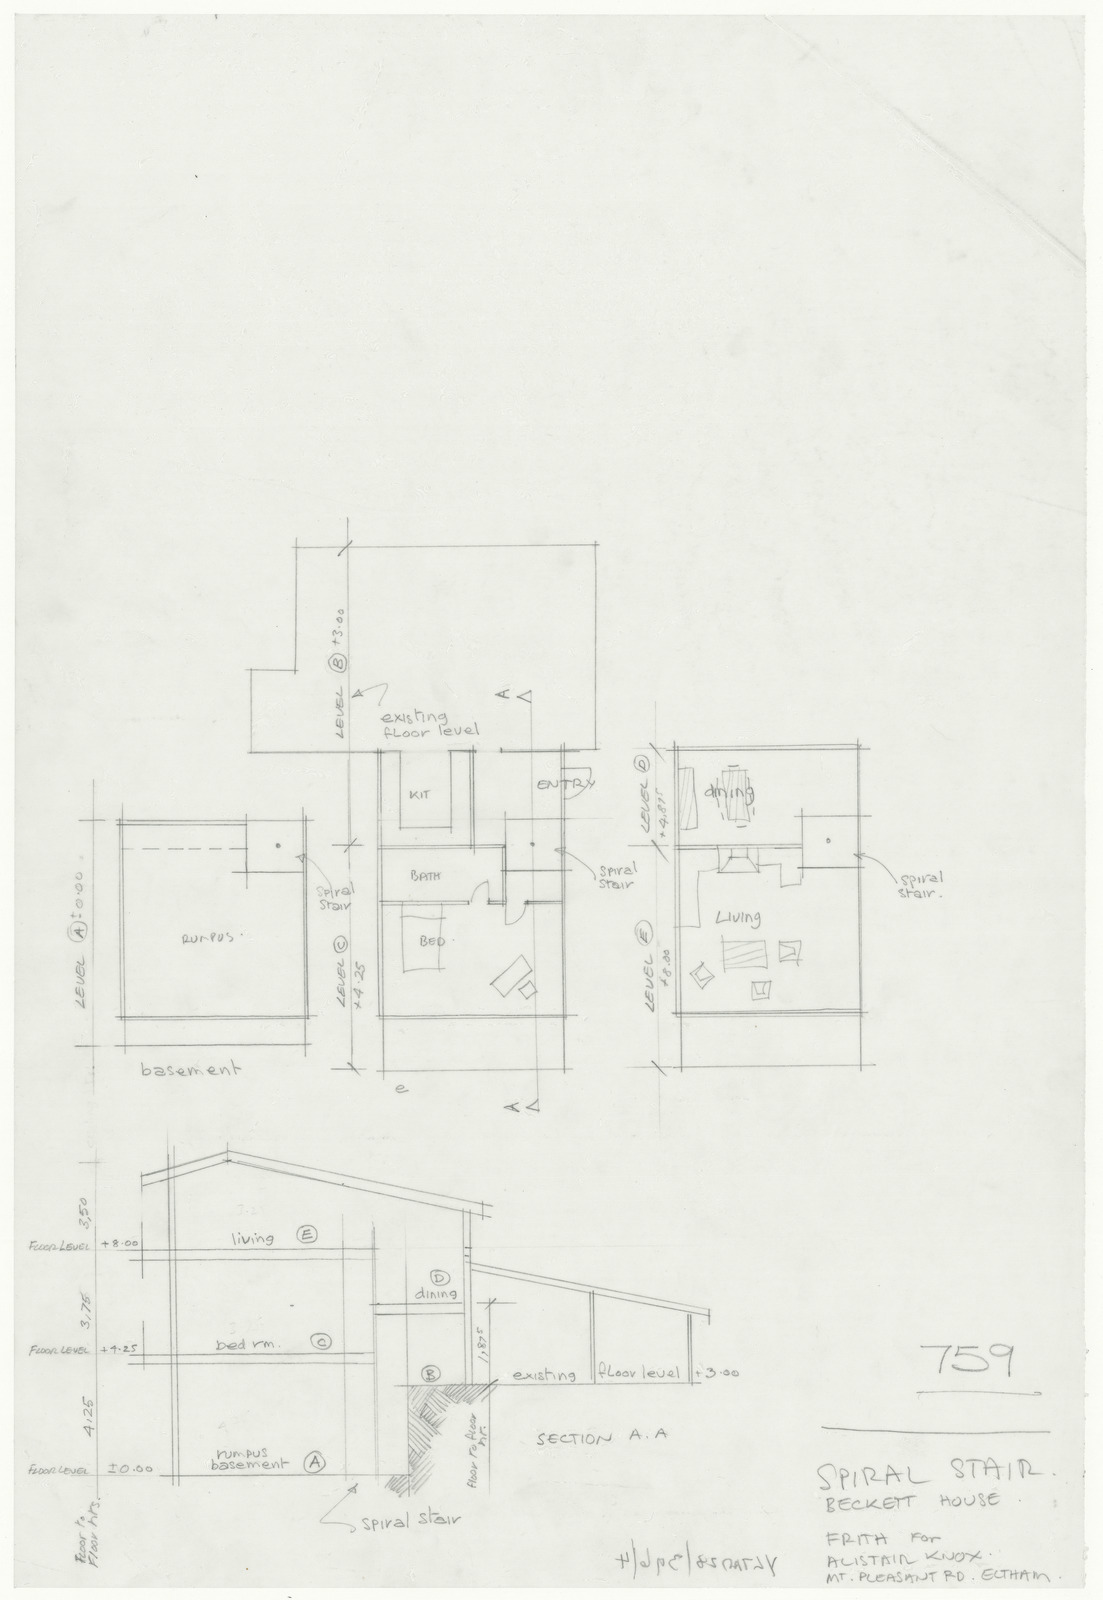 LEVEL B +3.00
existing
floor level
A
KIT
ENTRY
LEVEL D
+4.875
dining
LEVEL A ±0.00
spiral
stair
BATH
spiral
stair
spiral
stair.
RUMPUS.
LEVEL C
+4.25
BED.
Living
LEVEL E
+8.00
basement
e
A
3,50
living E
FLOOR LEVEL +8.00
D
dining
3,75
bed rm. C
FLOOR LEVEL +4.25
1,875
B
existing floor level +3.00
4,25
floor to floor
ht.
SECTION A.A
rumpus
basement A
FLOOR LEVEL ±0.00
floor to
floor hts.
spiral stair
759
SPIRAL STAIR.
BECKETT HOUSE.
FRITH For
ALISTAIR KNOX.
MT. PLEASANT RD. ELTHAM.